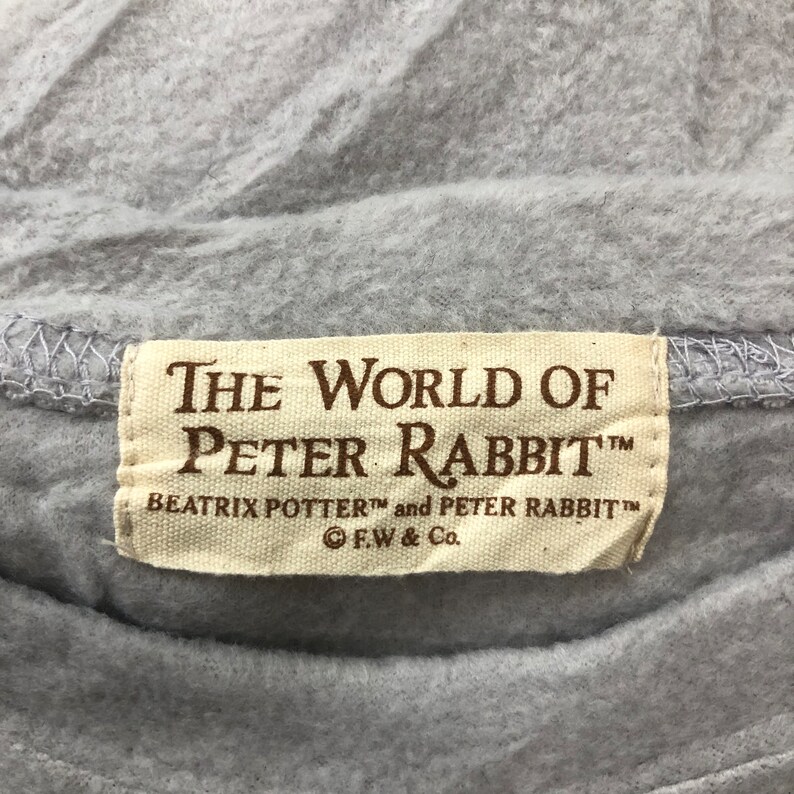 THE WORLD OF
PETER RABBIT™
BEATRIX POTTER™ and PETER RABBIT™
© F.W & Co.